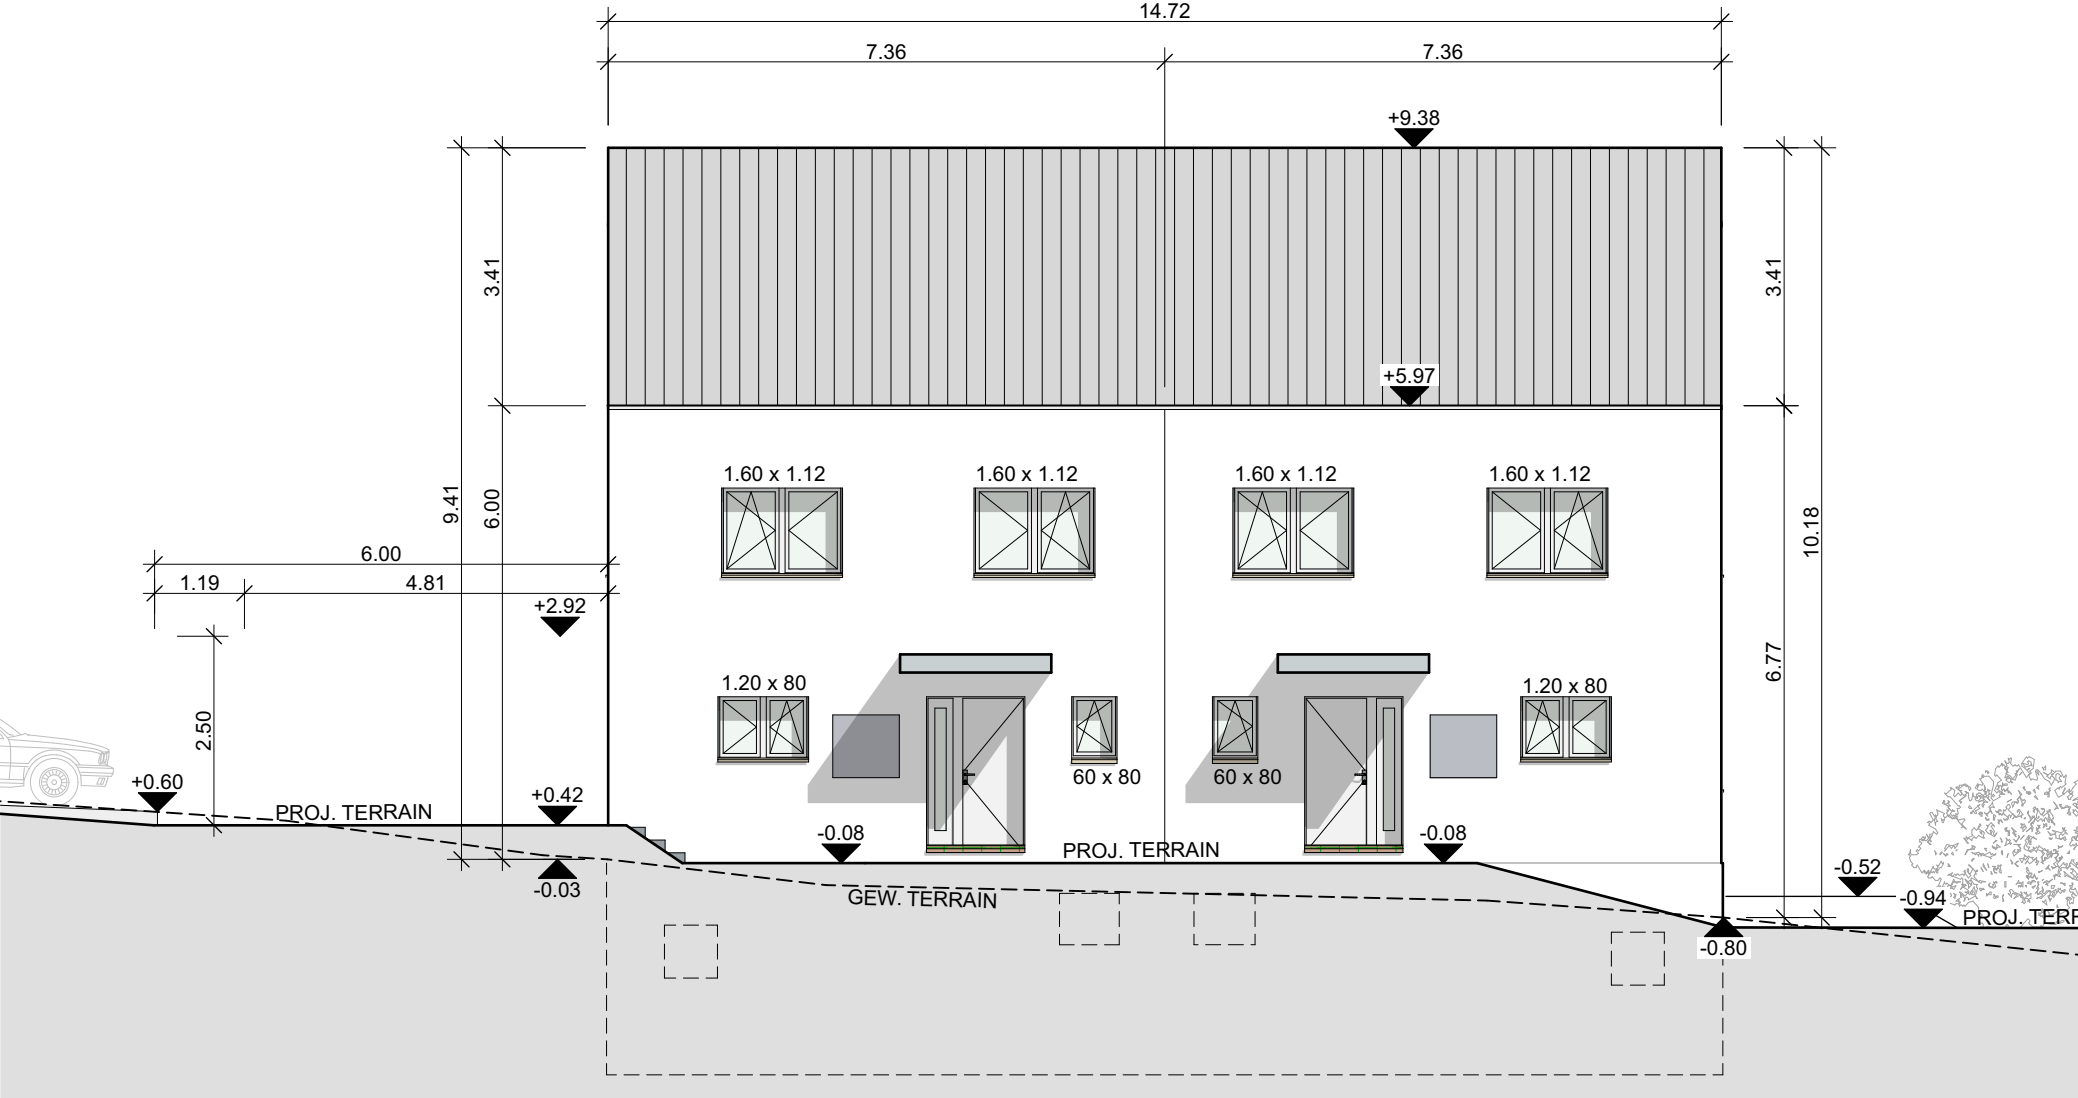 14.72
7.36
7.36
+9.38
3.41
3.41
+5.97
1.60 x 1.12
1.60 x 1.12
1.60 x 1.12
1.60 x 1.12
9.41
6.00
10.18
6.00
1.19
4.81
+2.92
6.77
1.20 x 80
1.20 x 80
2.50
60 x 80
60 x 80
+0.60
+0.42
PROJ. TERRAIN
-0.08
-0.08
PROJ. TERRAIN
-0.52
-0.03
GEW. TERRAIN
-0.94
PROJ. TERR
-0.80